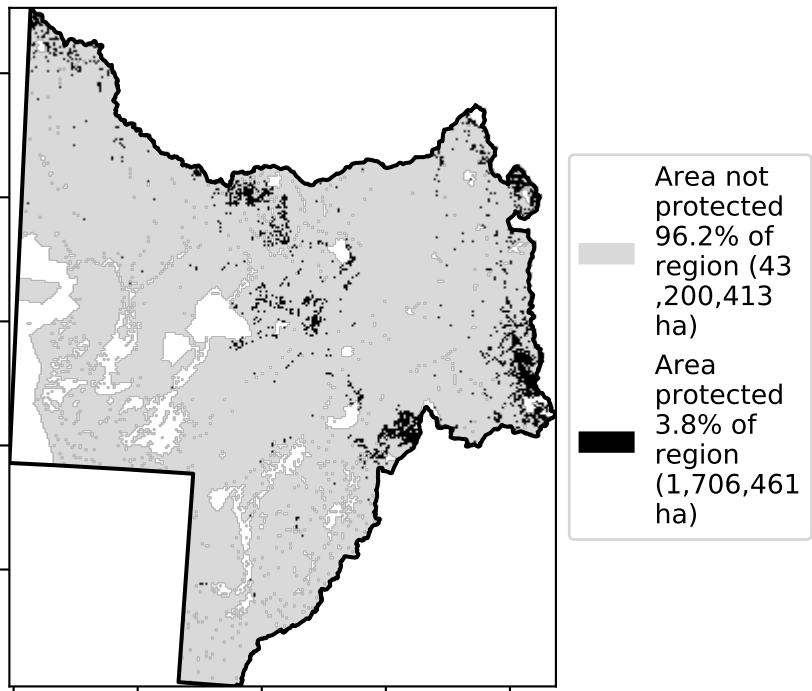 Area not
protected
96.2% of
region (43
,200,413
ha)
Area
protected
3.8% of
region
(1,706,461
ha)